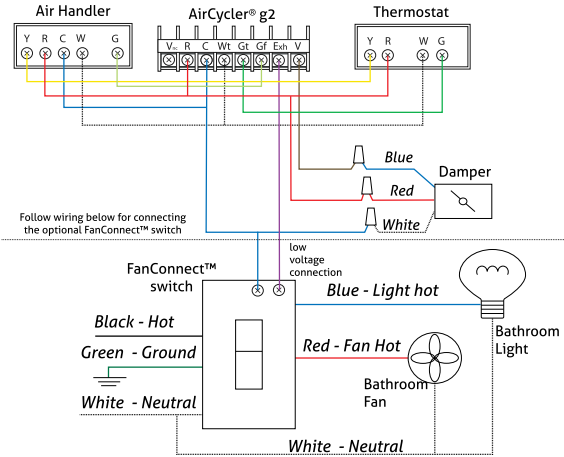 Air Handler
AirCycler® g2
Thermostat
Y R C W G
Vac R C Wt Gt Gf Exh V
Y R W G
Blue
Damper
Red
White
Follow wiring below for connecting
the optional FanConnect™ switch
low
voltage
connection
FanConnect™
switch
Blue - Light hot
Black - Hot
Bathroom
Light
Red - Fan Hot
Green - Ground
Bathroom
Fan
White - Neutral
White - Neutral